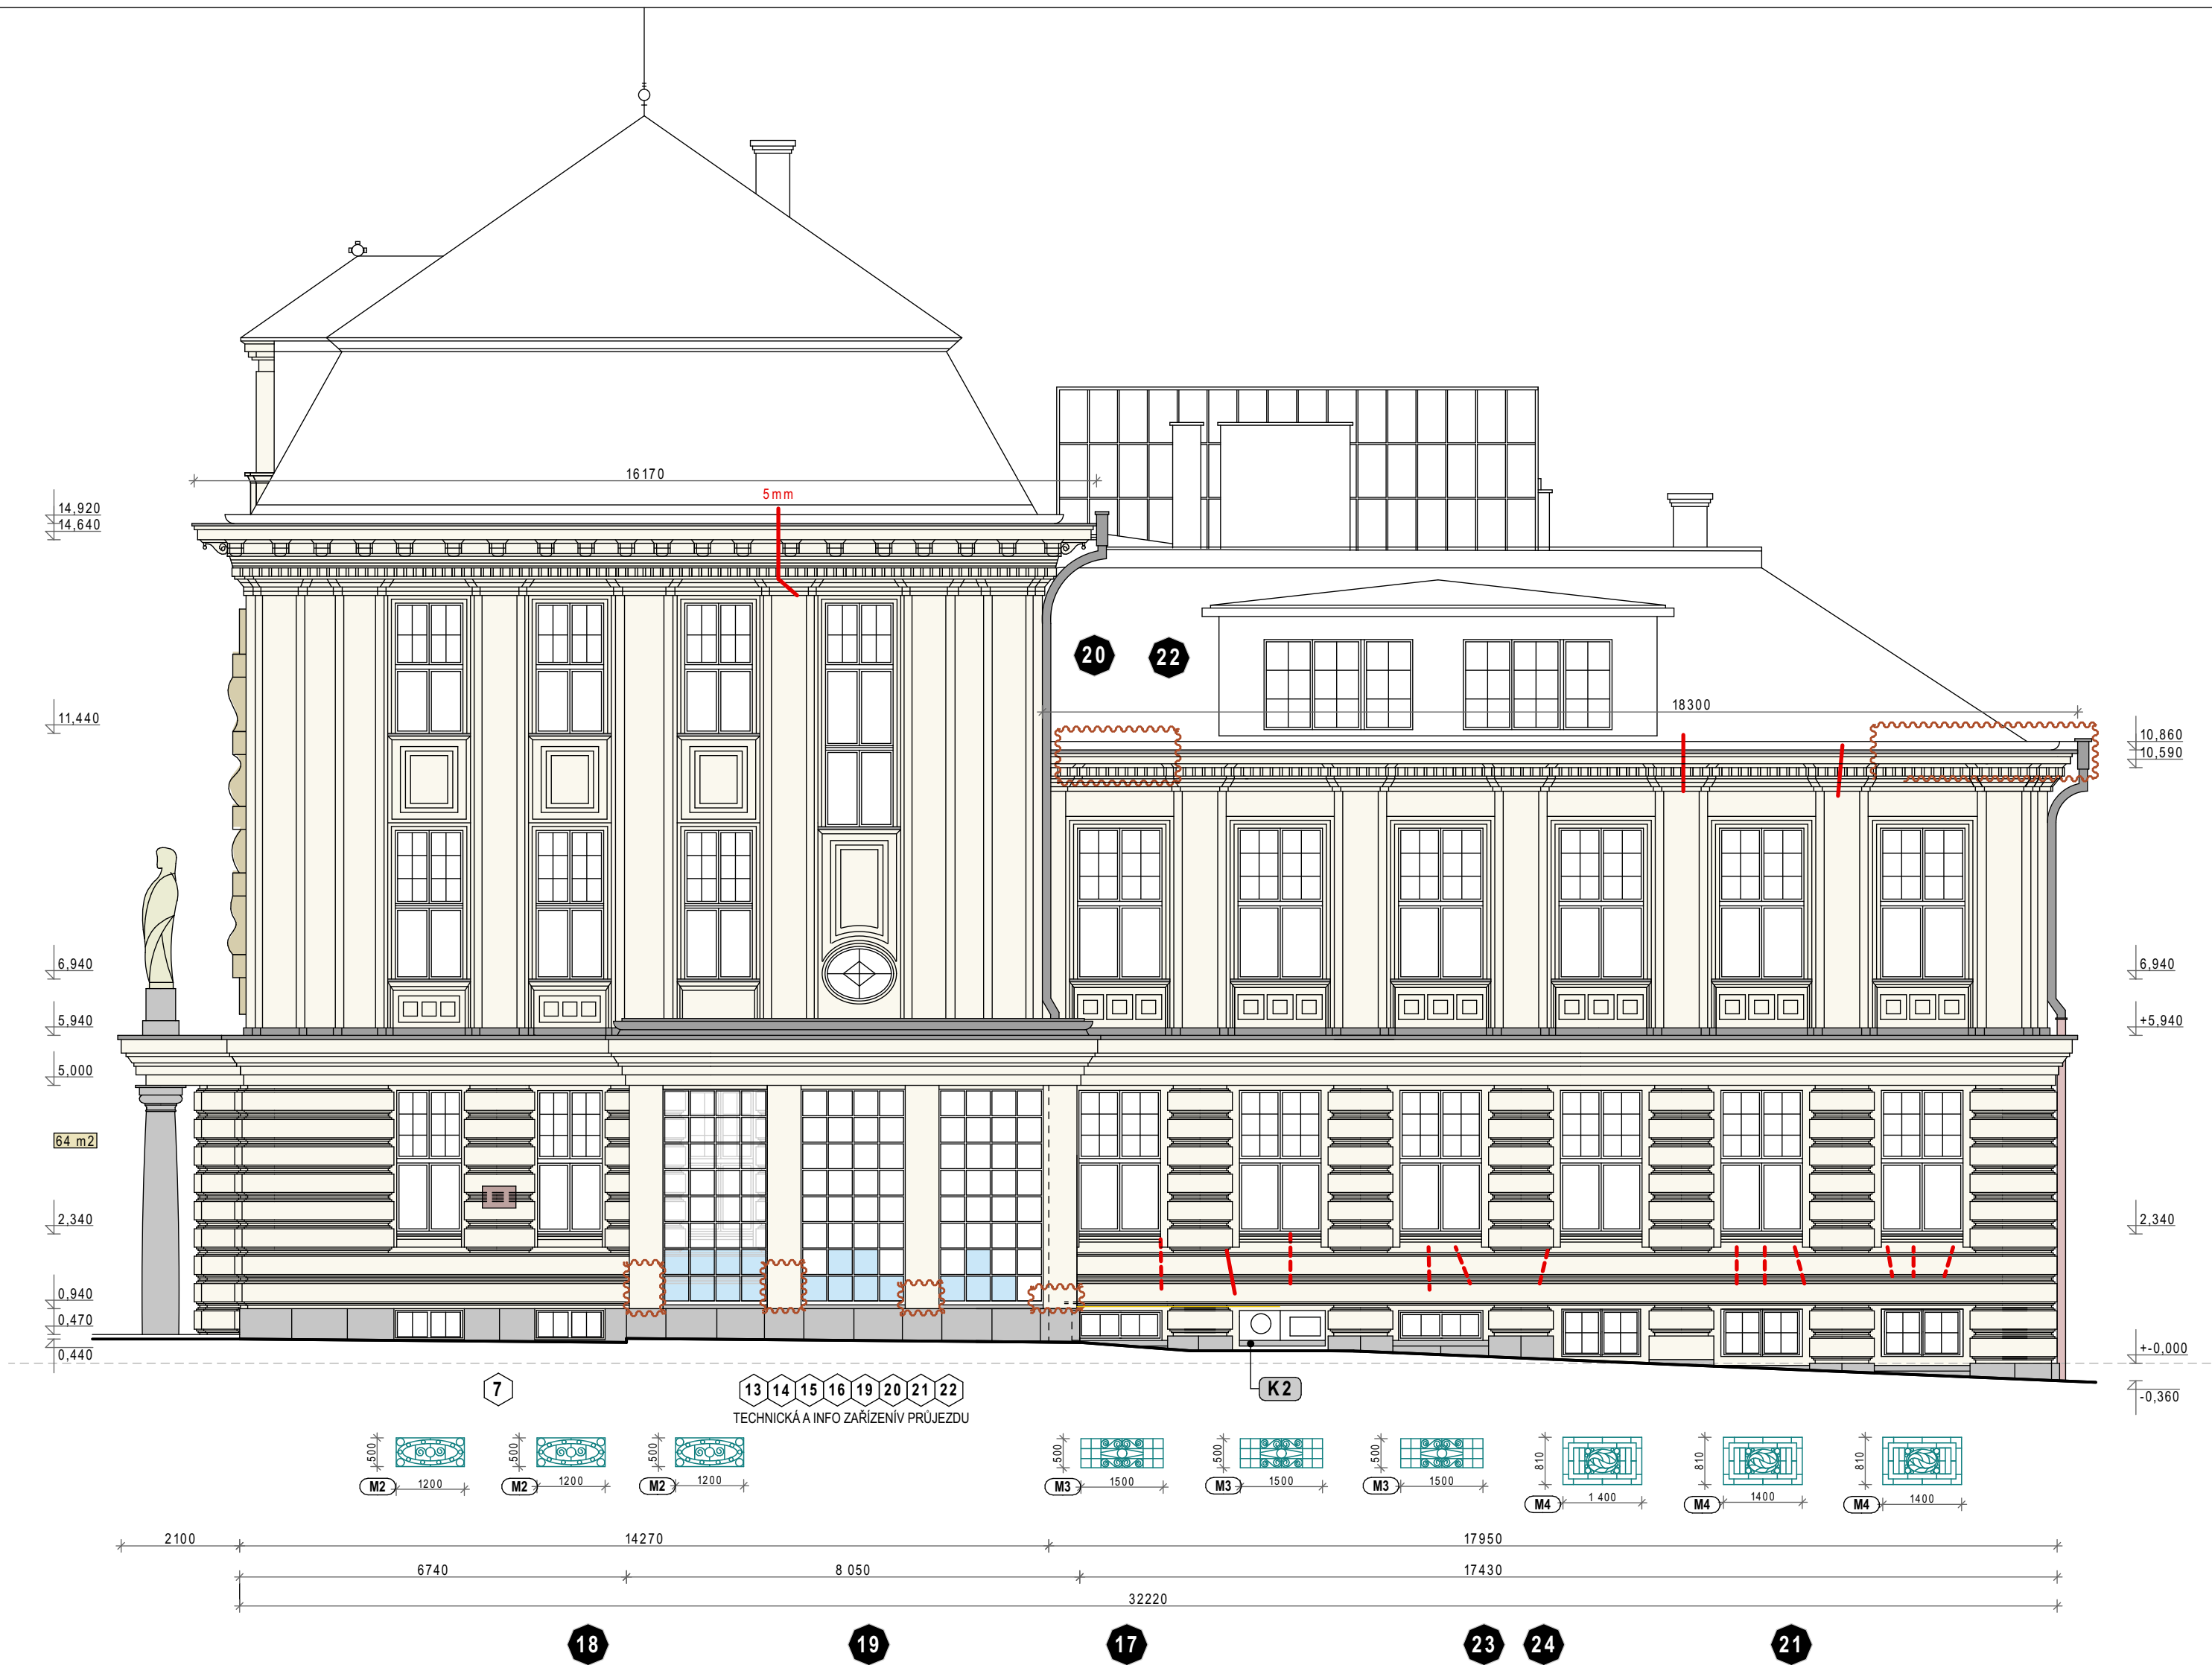 16170
5mm
14,920
14,640
20
22
11,440
18300
10,860
10,590
6,940
6,940
5,940
+5,940
5,000
64 m2
2,340
2,340
0,940
0,470
0,440
+-0,000
-0,360
7
13 14 15 16 19 20 21 22
K2
TECHNICKÁ A INFO ZAŘÍZENÍV PRŮJEZDU
500 500 500 500 500 500 810 810 810
M2 1200 M2 1200 M2 1200 M3 1500 M3 1500 M3 1500 M4 1 400 M4 1400 M4 1400
2100 14270 17950
6740 8 050 17430
32220
18 19 17 23 24 21